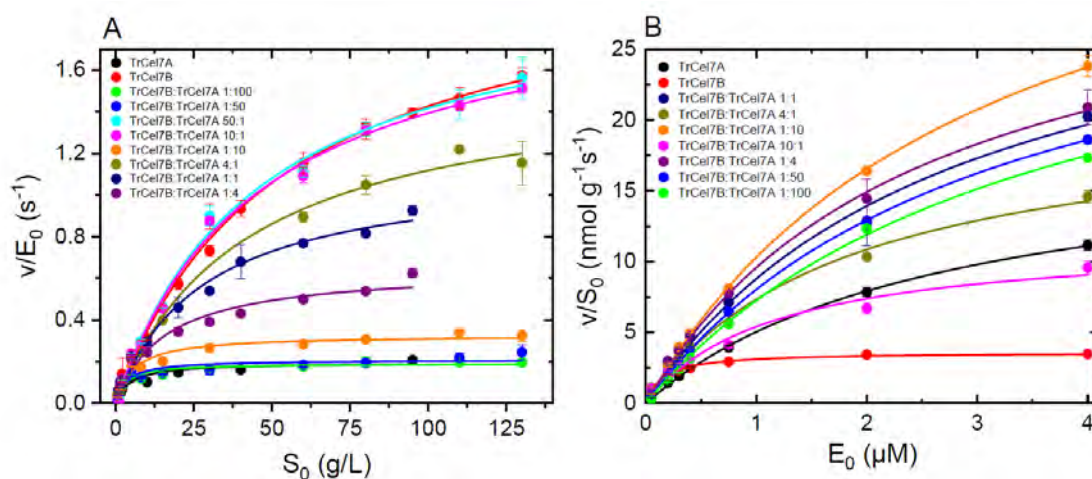 A
v/E₀ (s⁻¹)
1.6
1.2
0.8
0.4
0.0
TrCel7A
TrCel7B
TrCel7B:TrCel7A 1:100
TrCel7B:TrCel7A 1:50
TrCel7B:TrCel7A 50:1
TrCel7B:TrCel7A 10:1
TrCel7B:TrCel7A 1:10
TrCel7B:TrCel7A 4:1
TrCel7B:TrCel7A 1:1
TrCel7B:TrCel7A 1:4
0 25 50 75 100 125
S₀ (g/L)
B
v/S₀ (nmol g⁻¹s⁻¹)
25
20
15
10
5
0
TrCel7A
TrCel7B
TrCel7B:TrCel7A 1:1
TrCel7B:TrCel7A 4:1
TrCel7B:TrCel7A 1:10
TrCel7B:TrCel7A 10:1
TrCel7B:TrCel7A 1:4
TrCel7B:TrCel7A 1:50
TrCel7B:TrCel7A 1:100
0 1 2 3 4
E₀ (µM)